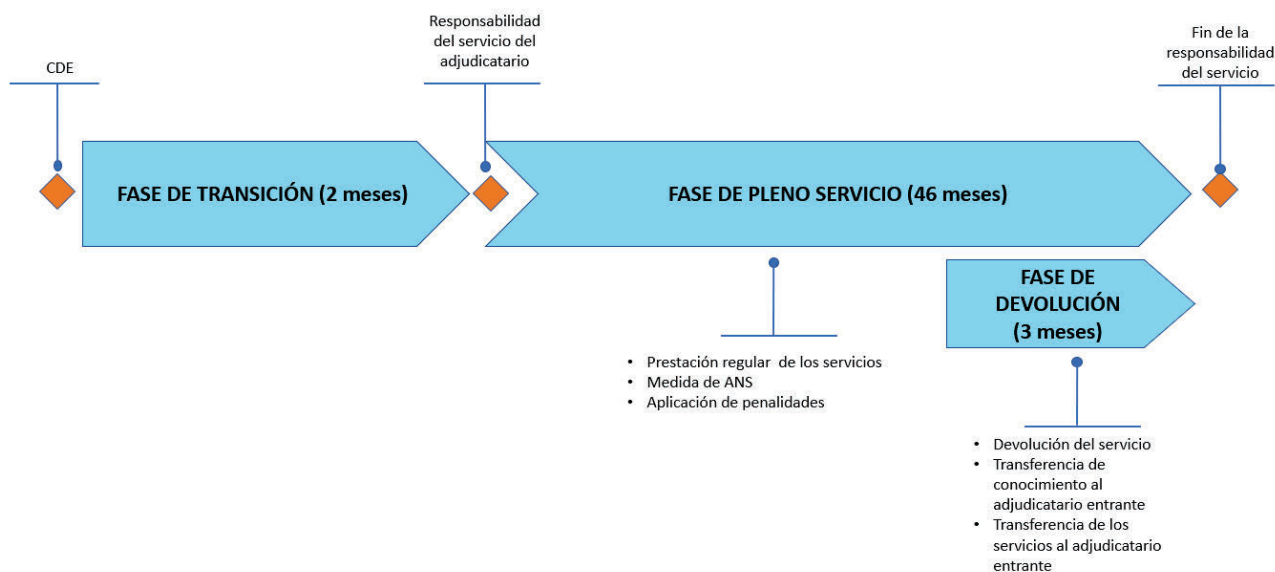 CDE
Responsabilidad
del servicio del
adjudicatario
Fin de la
responsabilidad
del servicio
FASE DE TRANSICIÓN (2 meses)
FASE DE PLENO SERVICIO (46 meses)
FASE DE
DEVOLUCIÓN
(3 meses)
• Prestación regular de los servicios
• Medida de ANS
• Aplicación de penalidades
• Devolución del servicio
• Transferencia de
conocimiento al
adjudicatario entrante
• Transferencia de los
servicios al adjudicatario
entrante